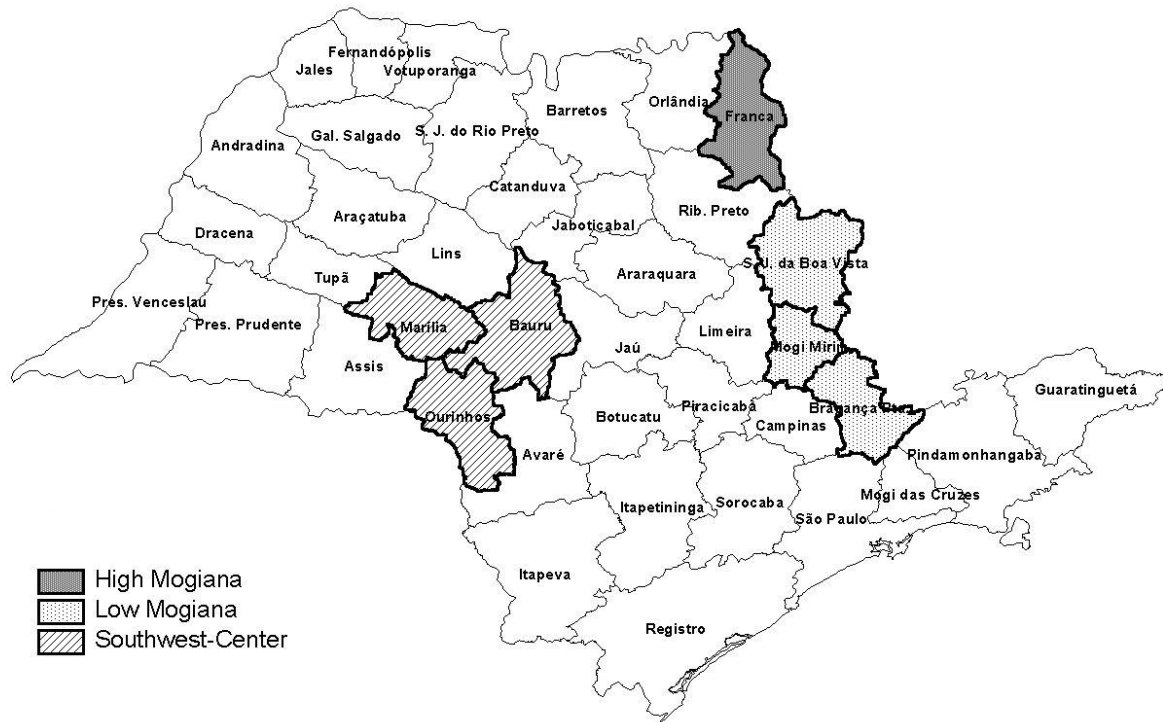 Fernandópolis
Jales
Votuporanga
Orlândia
Barretos
Franca
Gal. Salgado
S. J. do Rio Preto
Andradina
Catanduva
Rib. Preto
Araçatuba
Jaboticabal
Dracena
Lins
S. J. da Boa Vista
Araraquara
Tupã
Pres. Venceslau
Pres. Prudente
Marília
Bauru
Limeira
Jaú
Mogi Mirim
Assis
Guaratinguetá
Ourinhos
Botucatu
Piracicaba
Bragança Ptaa
Campinas
Avaré
Pindamonhangaba
Mogi das Cruzes
Itapetininga
Sorocaba
São Paulo
Itapeva
High Mogiana
Low Mogiana
Southwest-Center
Registro